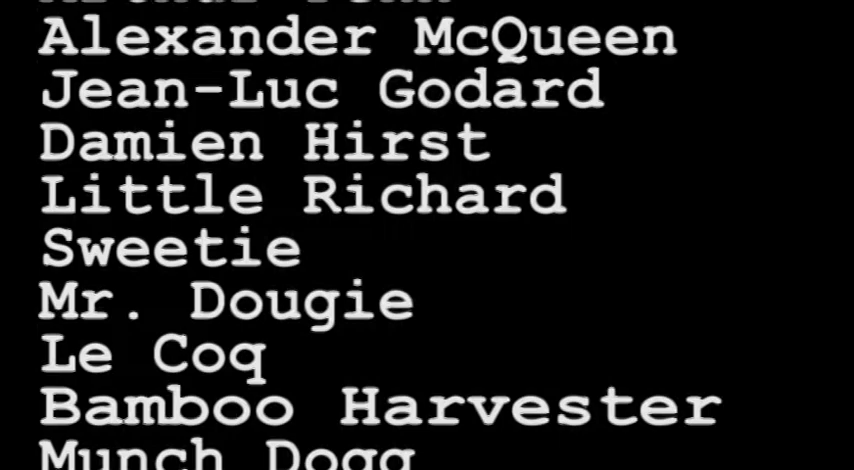 Alexander McQueen
Jean-Luc Godard
Damien Hirst
Little Richard
Sweetie
Mr. Dougie
Le Coq
Bamboo Harvester
Munch Dogg